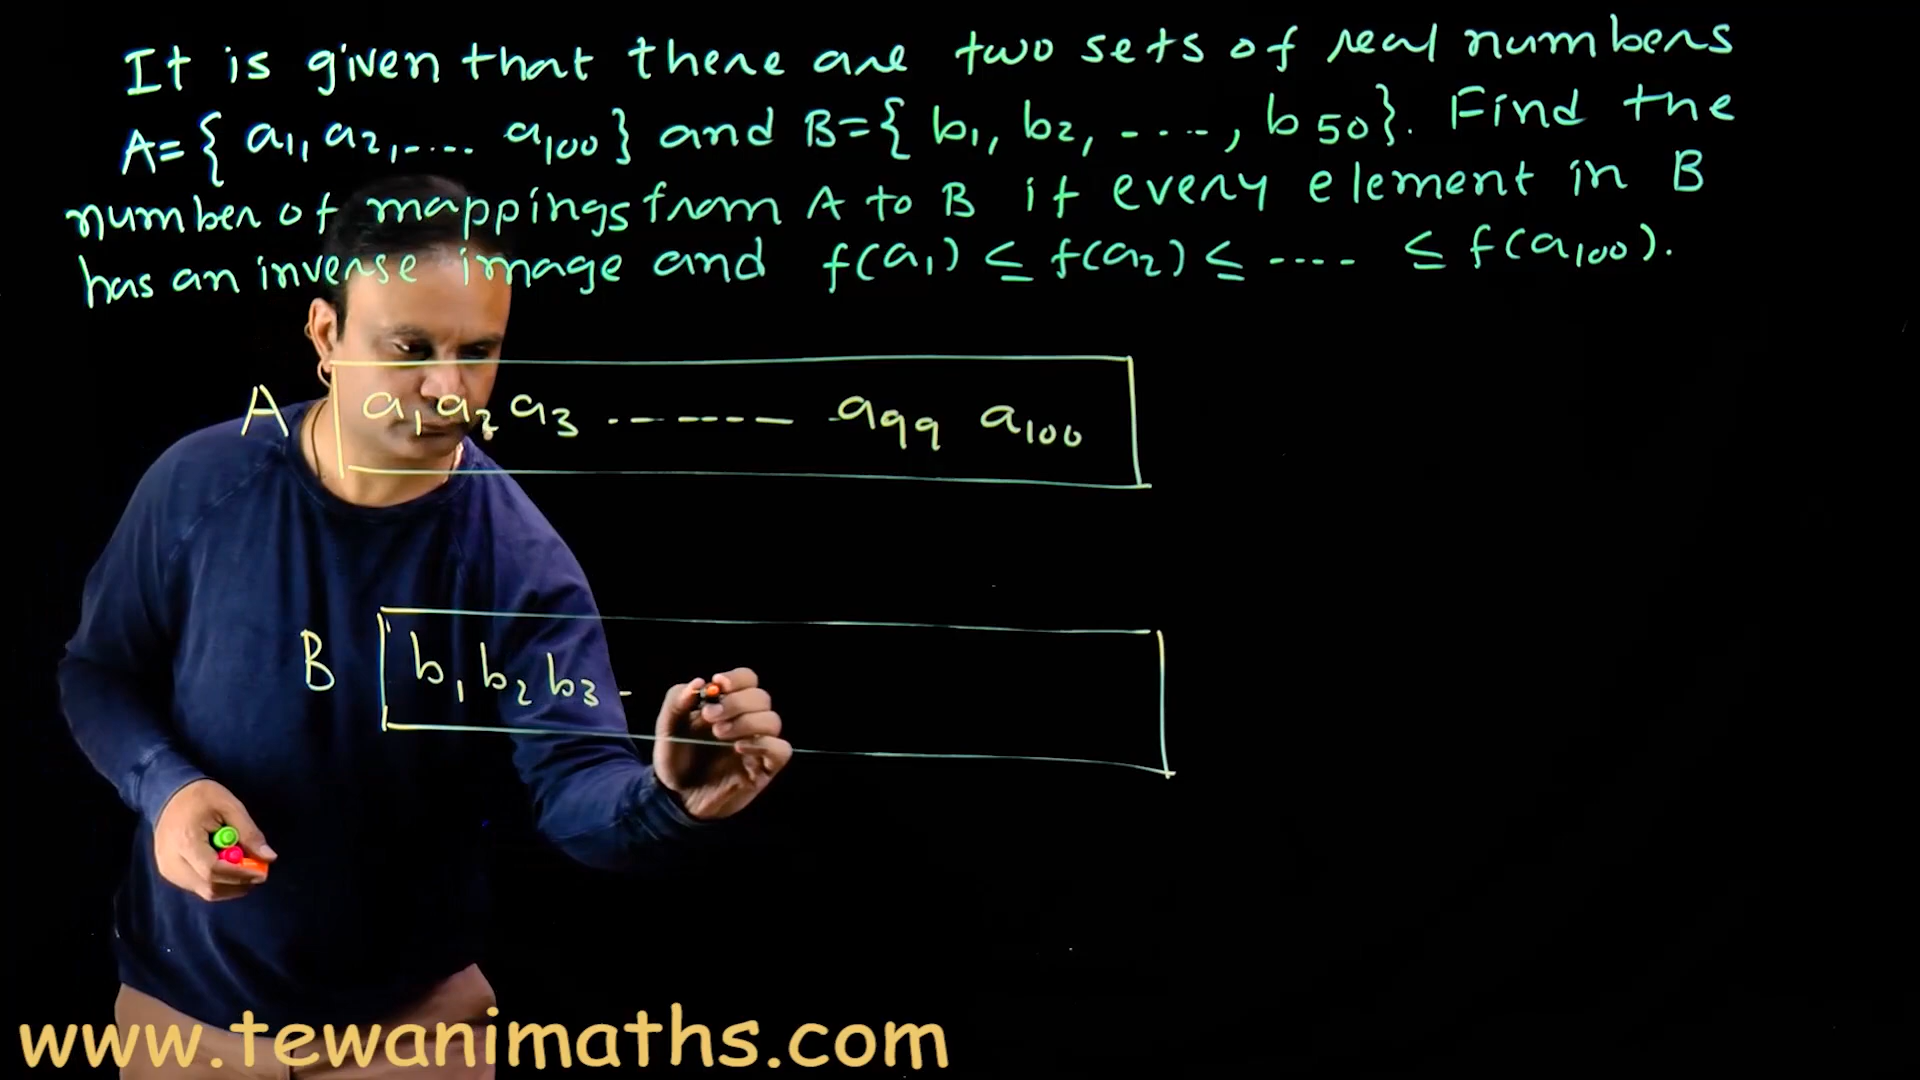 It is given that there are two sets of real numbers
A={ a1, a2, .... a100 } and B={ b1, b2, ....., b50}. Find the
number of mappings from A to B if every element in B
has an inverse image and f(a1) ≤ f(a2) ≤ .... ≤ f(a100).
A a1 a2 a3 ------- a99 a100
B b1 b2 b3 -
www.tewanimaths.com